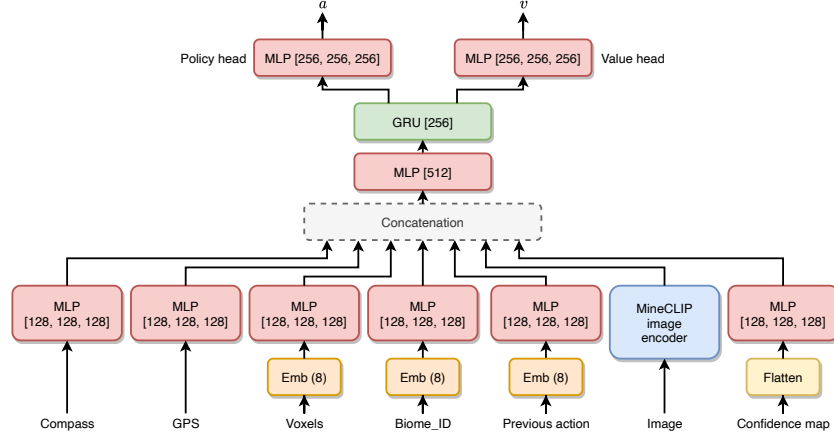 a
v
Policy head
MLP [256, 256, 256]
MLP [256, 256, 256]
Value head
GRU [256]
MLP [512]
Concatenation
MLP
[128, 128, 128]
MLP
[128, 128, 128]
MLP
[128, 128, 128]
MLP
[128, 128, 128]
MLP
[128, 128, 128]
MineCLIP
image
encoder
MLP
[128, 128, 128]
Emb (8)
Emb (8)
Emb (8)
Flatten
Compass
GPS
Voxels
Biome_ID
Previous action
Image
Confidence map